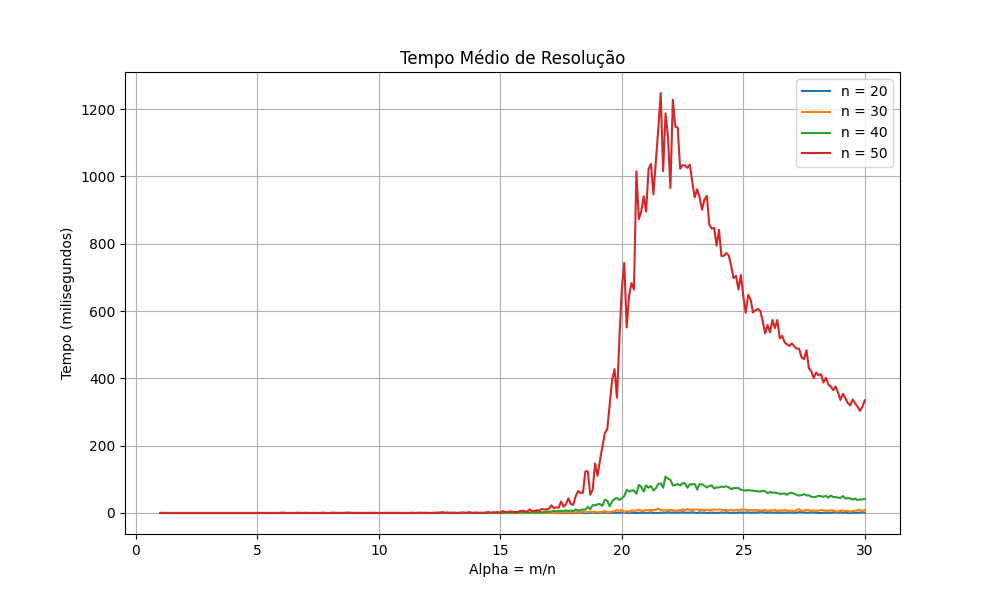 Tempo Médio de Resolução
n = 20
n = 30
n = 40
n = 50
Tempo (milisegundos)
1200
1000
800
600
400
200
0
0 5 10 15 20 25 30
Alpha = m/n